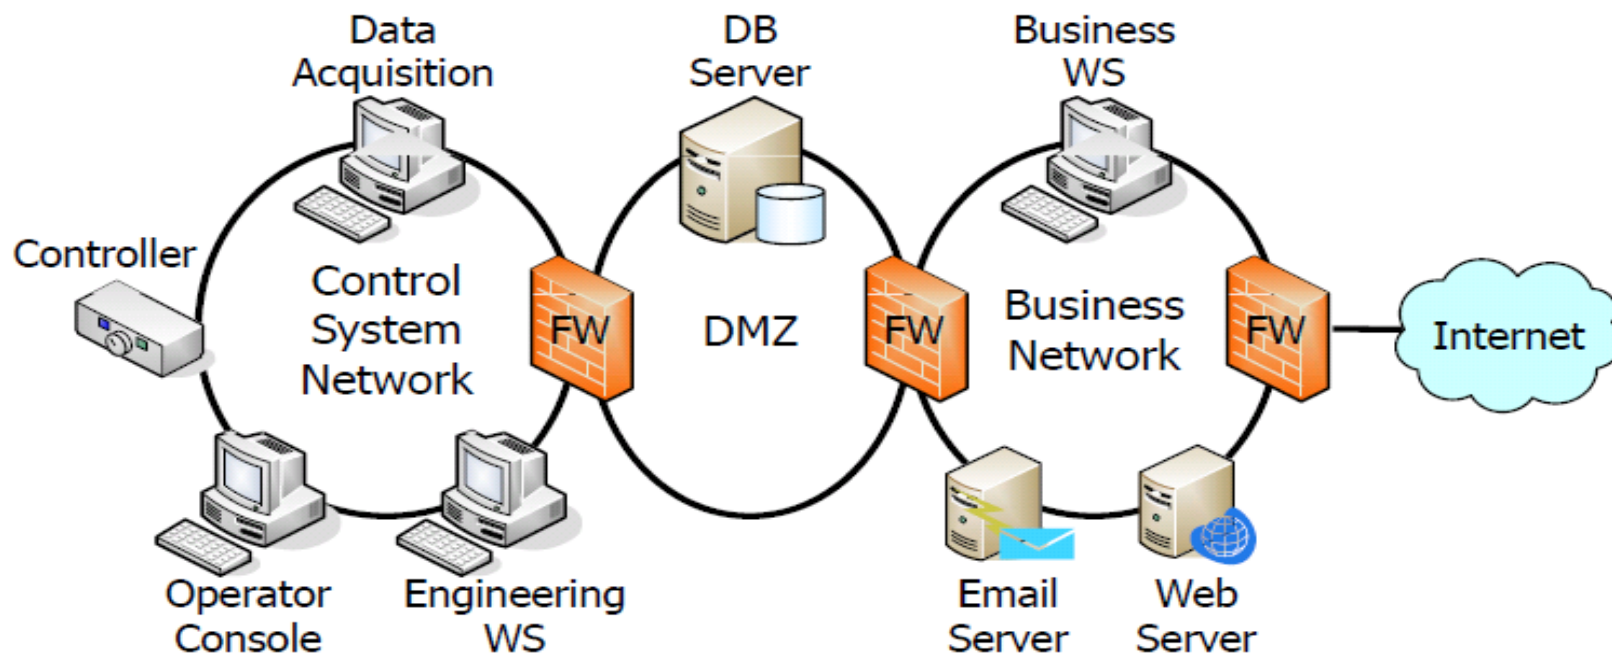 Data
Acquisition
DB
Server
Business
WS
Controller
Control
System
Network
FW
DMZ
FW
Business
Network
FW
Internet
Operator
Console
Engineering
WS
Email
Server
Web
Server